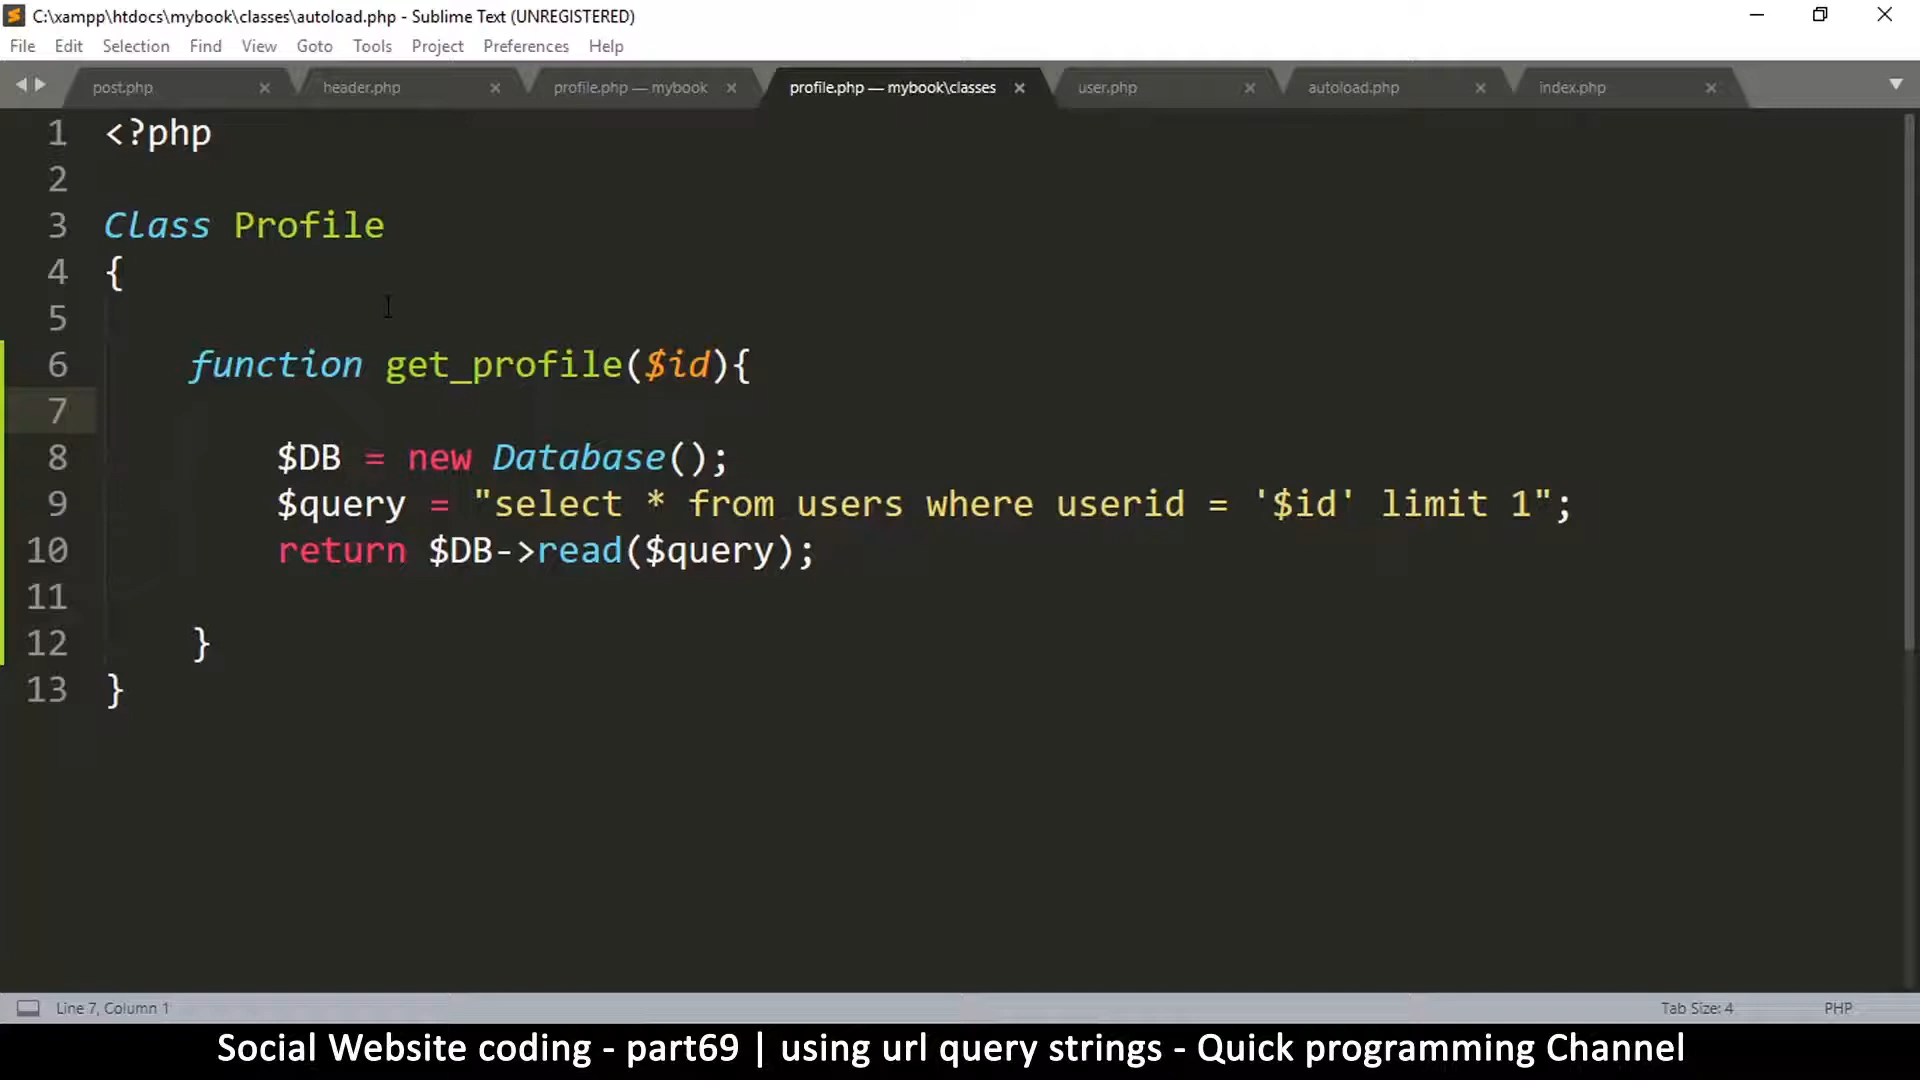 C:\xampp\htdocs\mybook\classes\autoload.php - Sublime Text (UNREGISTERED)
File Edit Selection Find View Goto Tools Project Preferences Help
post.php header.php profile.php — mybook profile.php — mybook\classes user.php autoload.php index.php
1 <?php
2
3 Class Profile
4 {
5
6 function get_profile($id){
7
8 $DB = new Database();
9 $query = "select * from users where userid = '$id' limit 1";
10 return $DB->read($query);
11
12 }
13 }
Line 7, Column 1 Tab Size: 4 PHP
Social Website coding - part69 | using url query strings - Quick programming Channel